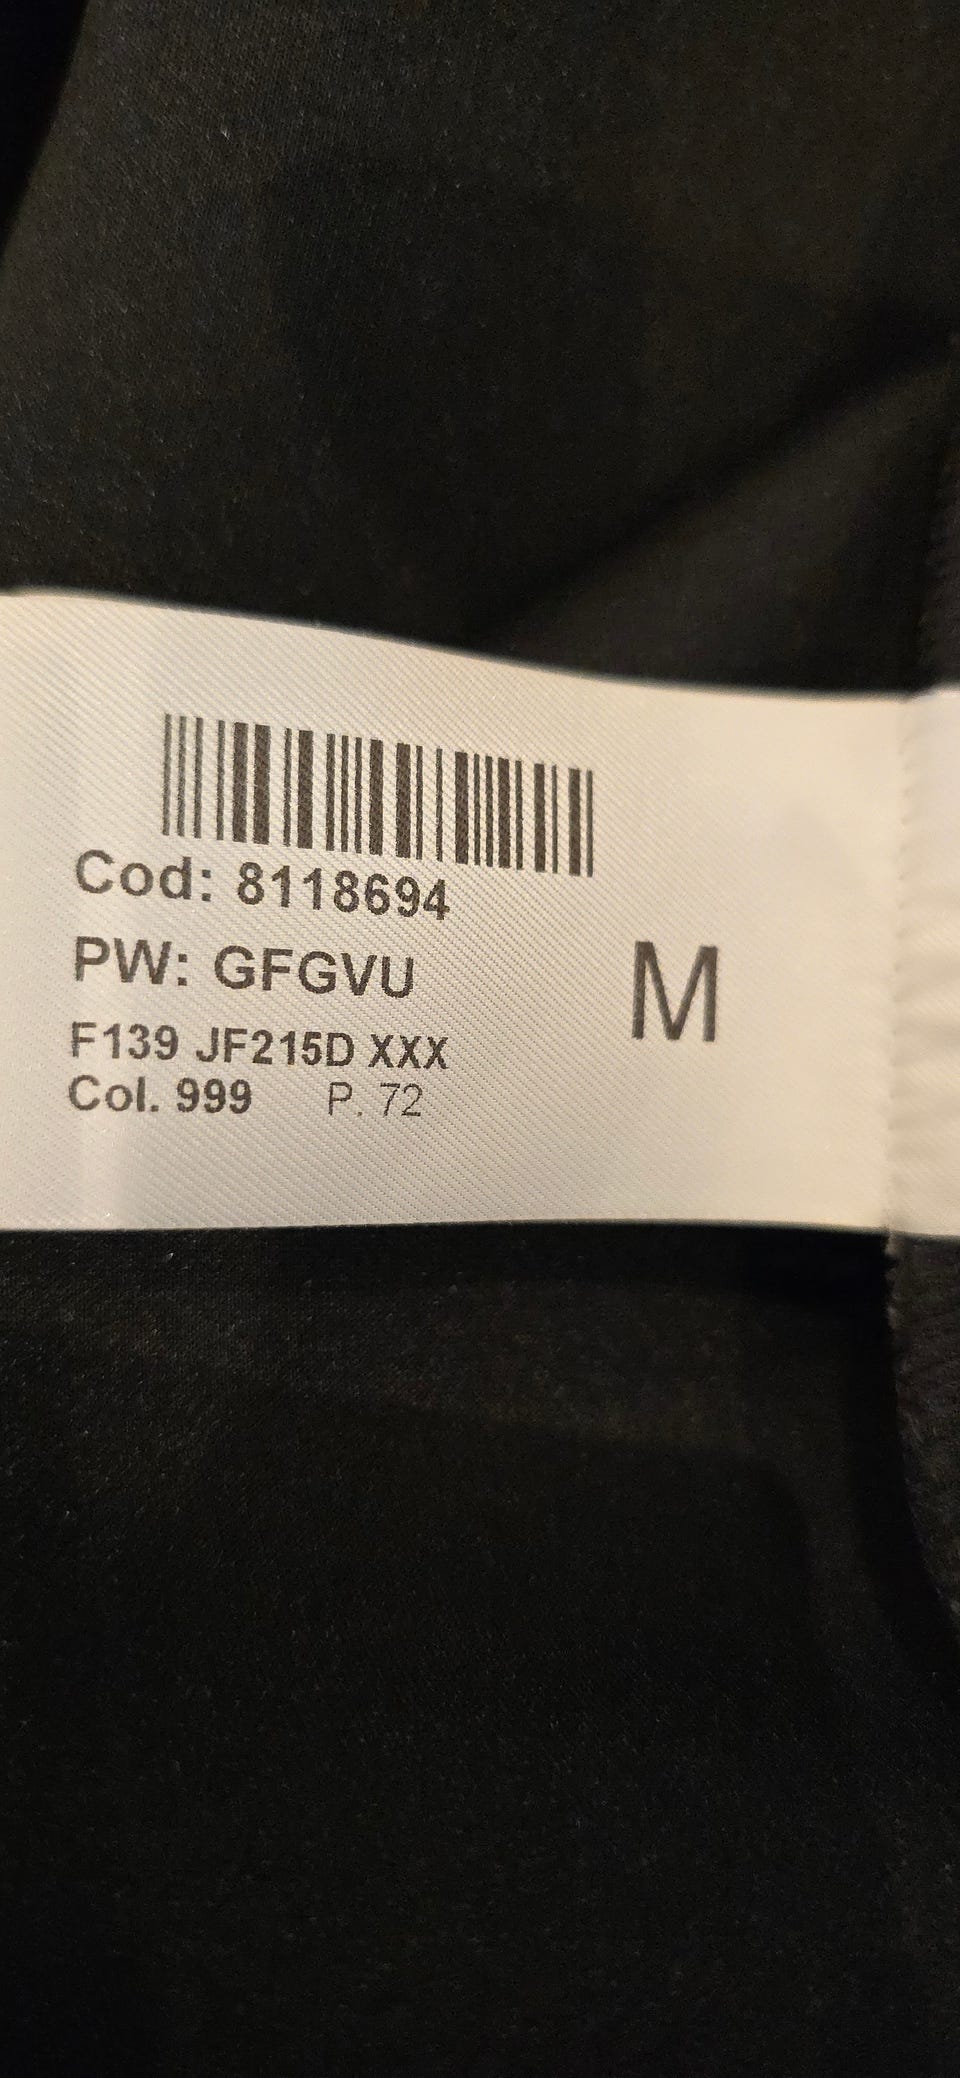 Cod: 8118694
PW: GFGVU
M
F139 JF215D XXX
Col. 999 P. 72